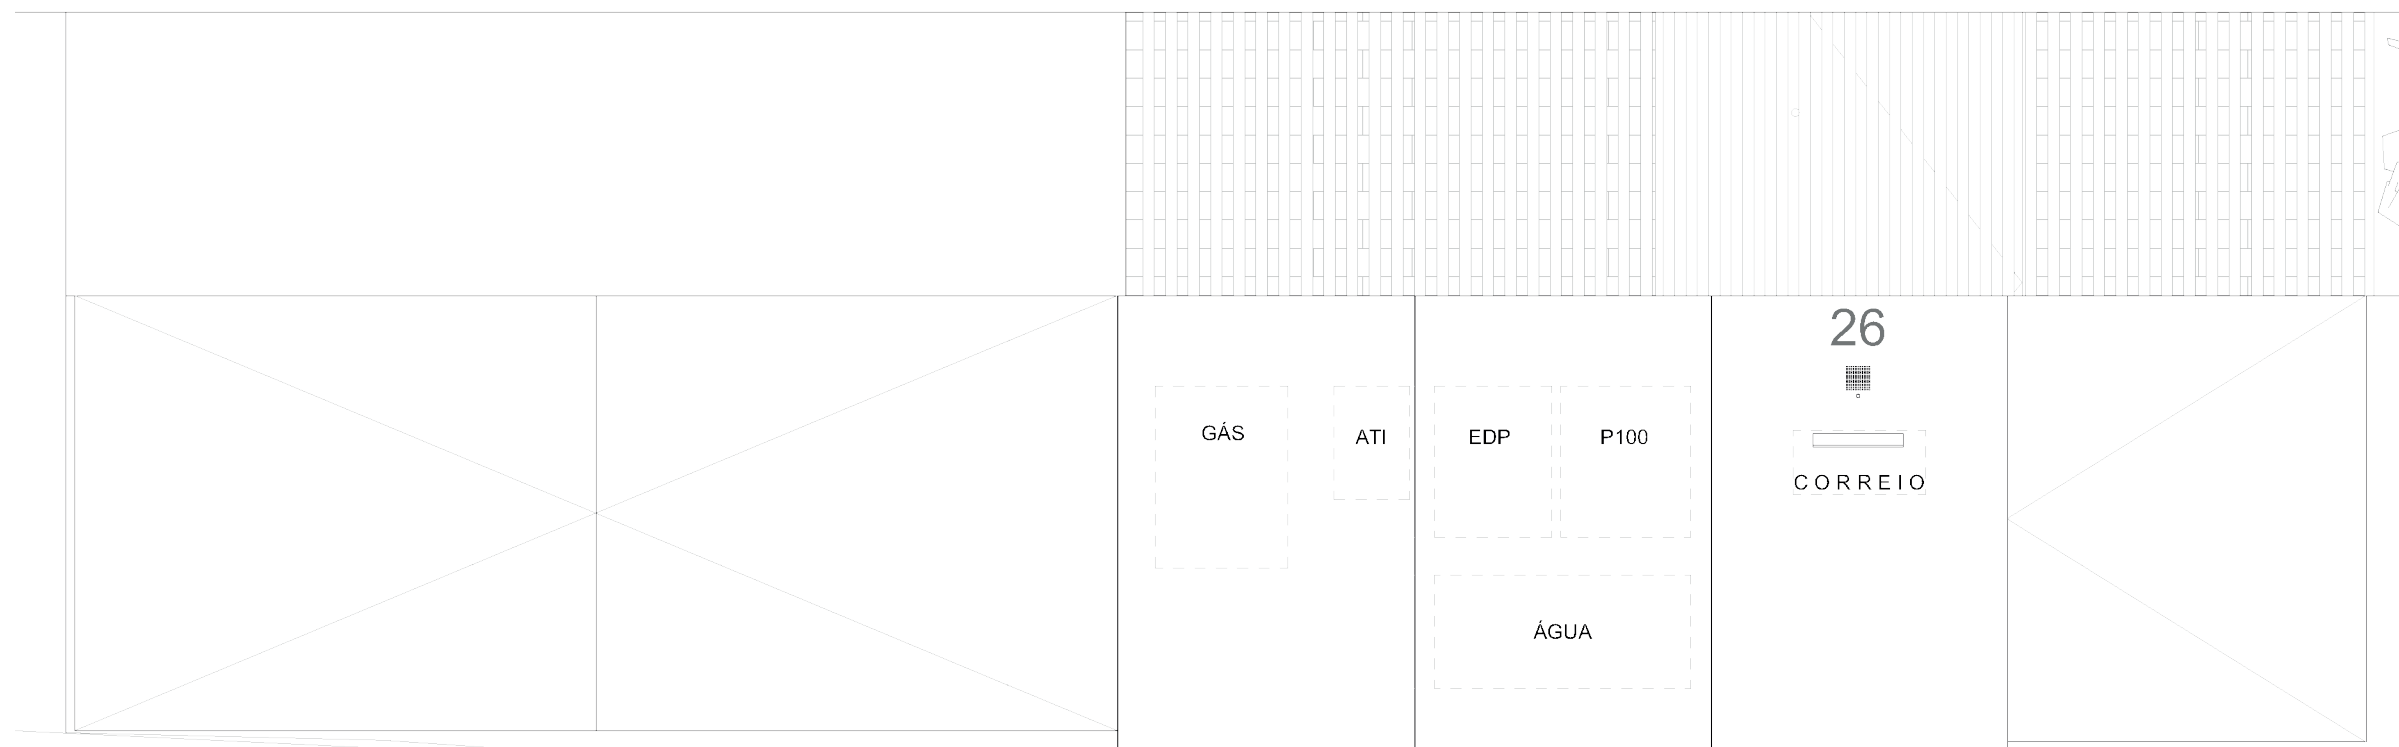 26
GÁS
ATI
EDP
P100
CORREIO
ÁGUA